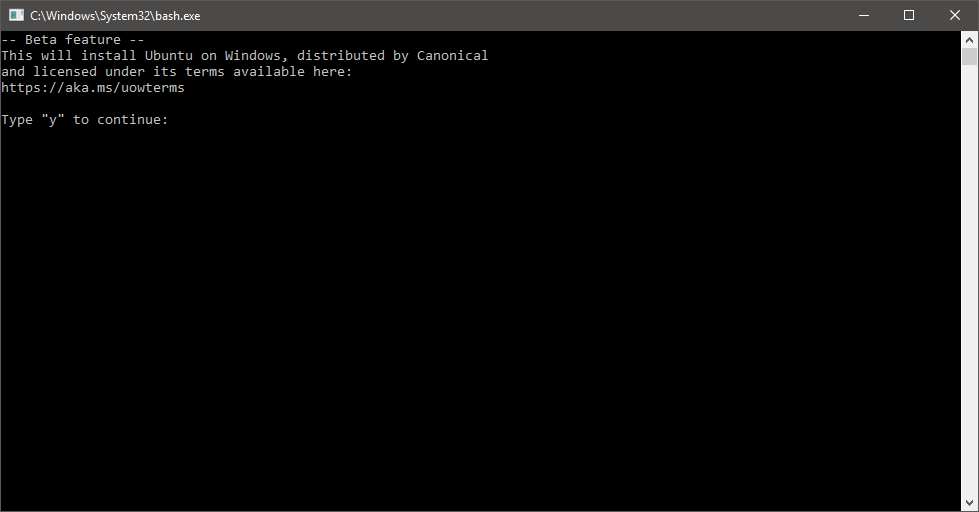 C:\Windows\System32\bash.exe
-- Beta feature --
This will install Ubuntu on Windows, distributed by Canonical
and licensed under its terms available here:
https://aka.ms/uowterms
Type "y" to continue: